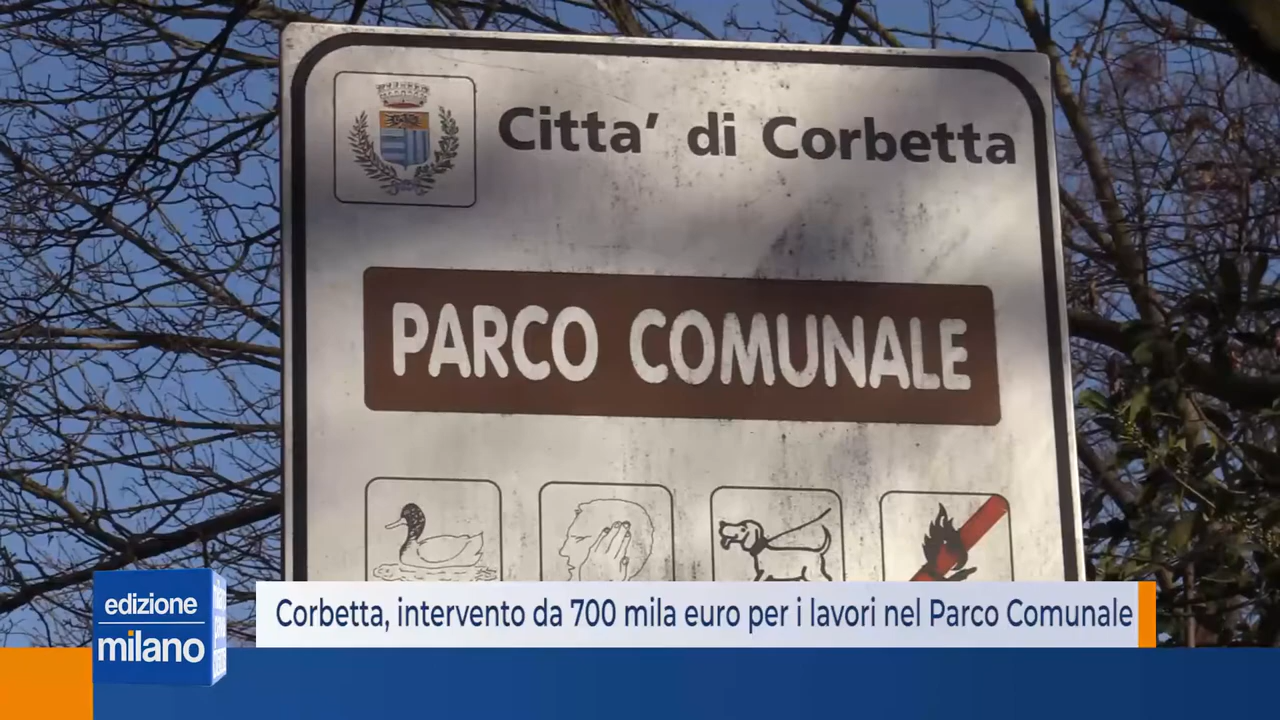 Citta' di Corbetta
PARCO COMUNALE
edizione
milano
Corbetta, intervento da 700 mila euro per i lavori nel Parco Comunale